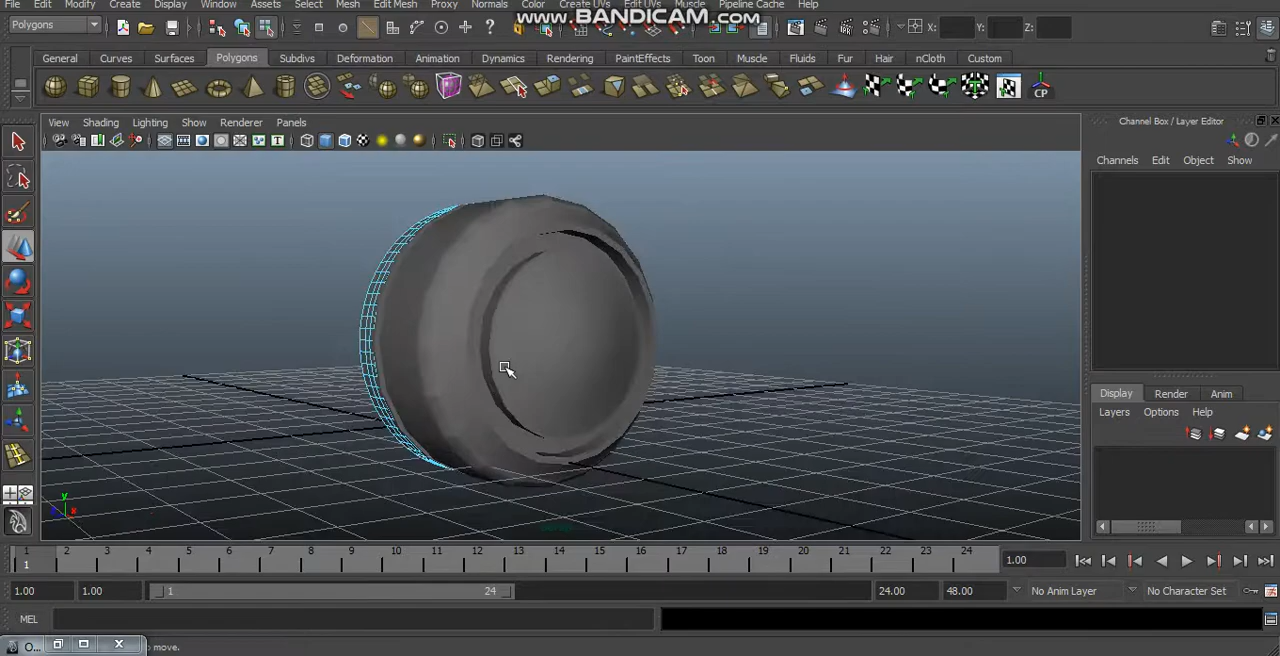 File Edit Modify Create Display Window Assets Select Mesh Edit Mesh Proxy Normals Color Create UVs Edit UVs Muscle Pipeline Cache Help
www.BANDICAM.com
Polygons X: Y: Z:
General Curves Surfaces Polygons Subdivs Deformation Animation Dynamics Rendering PaintEffects Toon Muscle Fluids Fur Hair nCloth Custom
CP
View Shading Lighting Show Renderer Panels
Channel Box / Layer Editor
Channels Edit Object Show
Display Render Anim
Layers Options Help
y
x
1 2 3 4 5 6 7 8 9 10 11 12 13 14 15 16 17 18 19 20 21 22 23 24
1 1.00
1.00 1.00 1 24 24.00 48.00 No Anim Layer No Character Set
MEL
O... move.